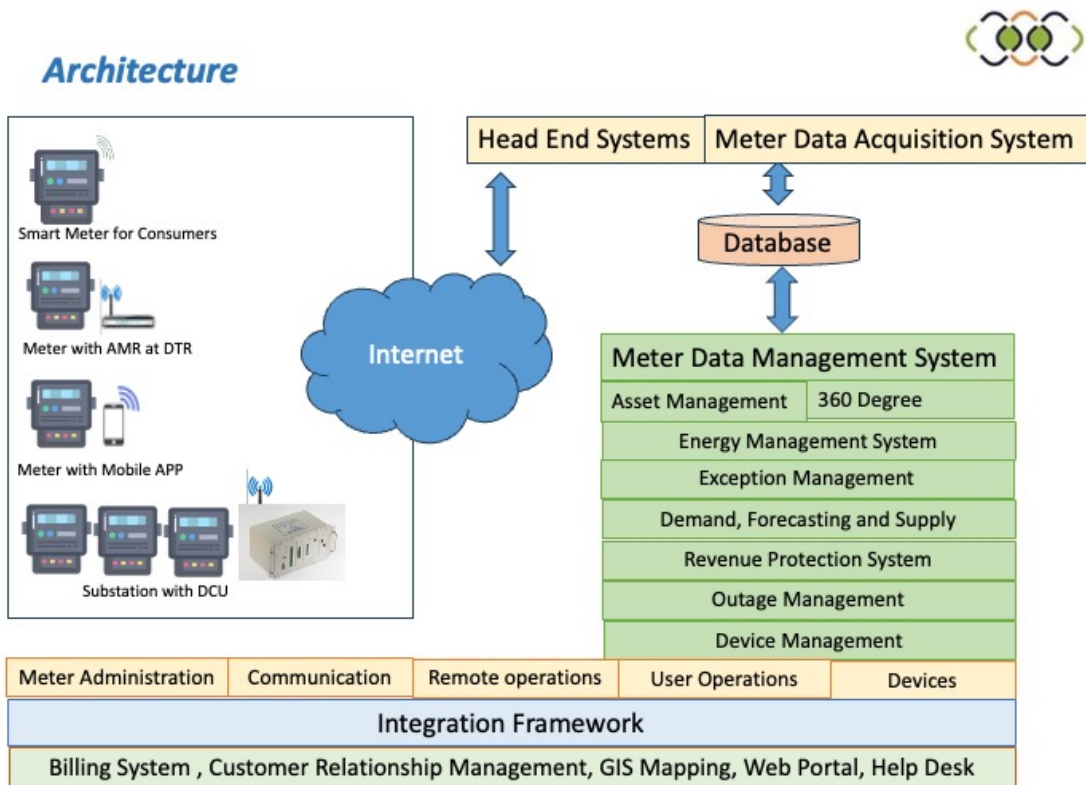 Architecture
Smart Meter for Consumers
Meter with AMR at DTR
Meter with Mobile APP
Substation with DCU
Internet
Head End Systems
Meter Data Acquisition System
Database
Meter Data Management System
Asset Management
360 Degree
Energy Management System
Exception Management
Demand, Forecasting and Supply
Revenue Protection System
Outage Management
Device Management
Meter Administration
Communication
Remote operations
User Operations
Devices
Integration Framework
Billing System , Customer Relationship Management, GIS Mapping, Web Portal, Help Desk